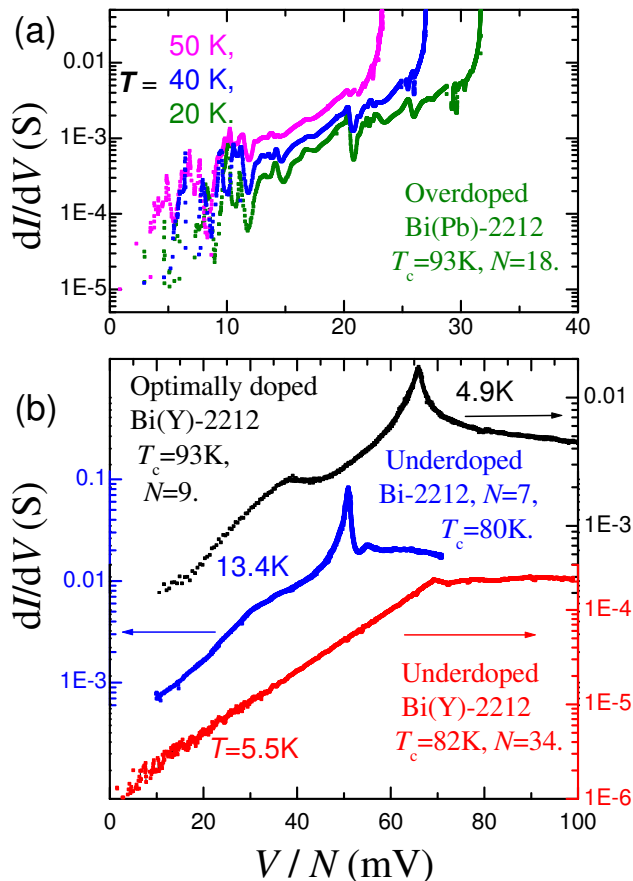 (a)
50 K,
T = 40 K,
20 K.
dI/dV (S)
0.01
1E-3
1E-4
1E-5
Overdoped
Bi(Pb)-2212
Tc=93K, N=18.
0 10 20 30 40
(b)
Optimally doped
Bi(Y)-2212
Tc=93K,
N=9.
4.9K
Underdoped
Bi-2212, N=7,
Tc=80K.
13.4K
Underdoped
Bi(Y)-2212
Tc=82K, N=34.
T=5.5K
dI/dV (S)
0.1
0.01
1E-3
0.01
1E-3
1E-4
1E-5
1E-6
0 20 40 60 80 100
V / N (mV)